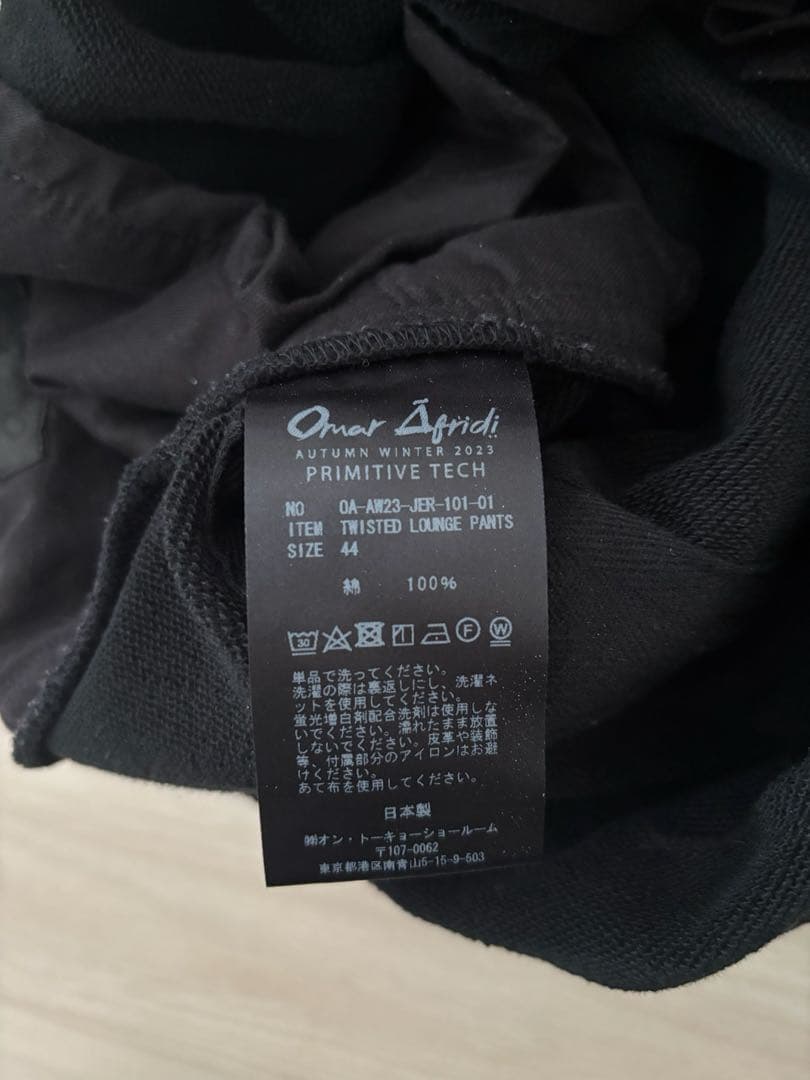 Omar Āfridi
AUTUMN WINTER 2023
PRIMITIVE TECH
NO OA-AW23-JER-101-01
ITEM TWISTED LOUNGE PANTS
SIZE 44
綿 100%
30 F W
単品で洗ってください。
洗濯の際は裏返しにし、洗濯ネ
ットを使用してください。
蛍光増白剤配合洗剤は使用しな
いでください。濡れたまま放置
しないでください。皮革や装飾
等、付属部分のアイロンはお避
けください。
あて布を使用してください。
日本製
㈱オン・トーキョーショールーム
〒107-0062
東京都港区南青山5-15-9-503